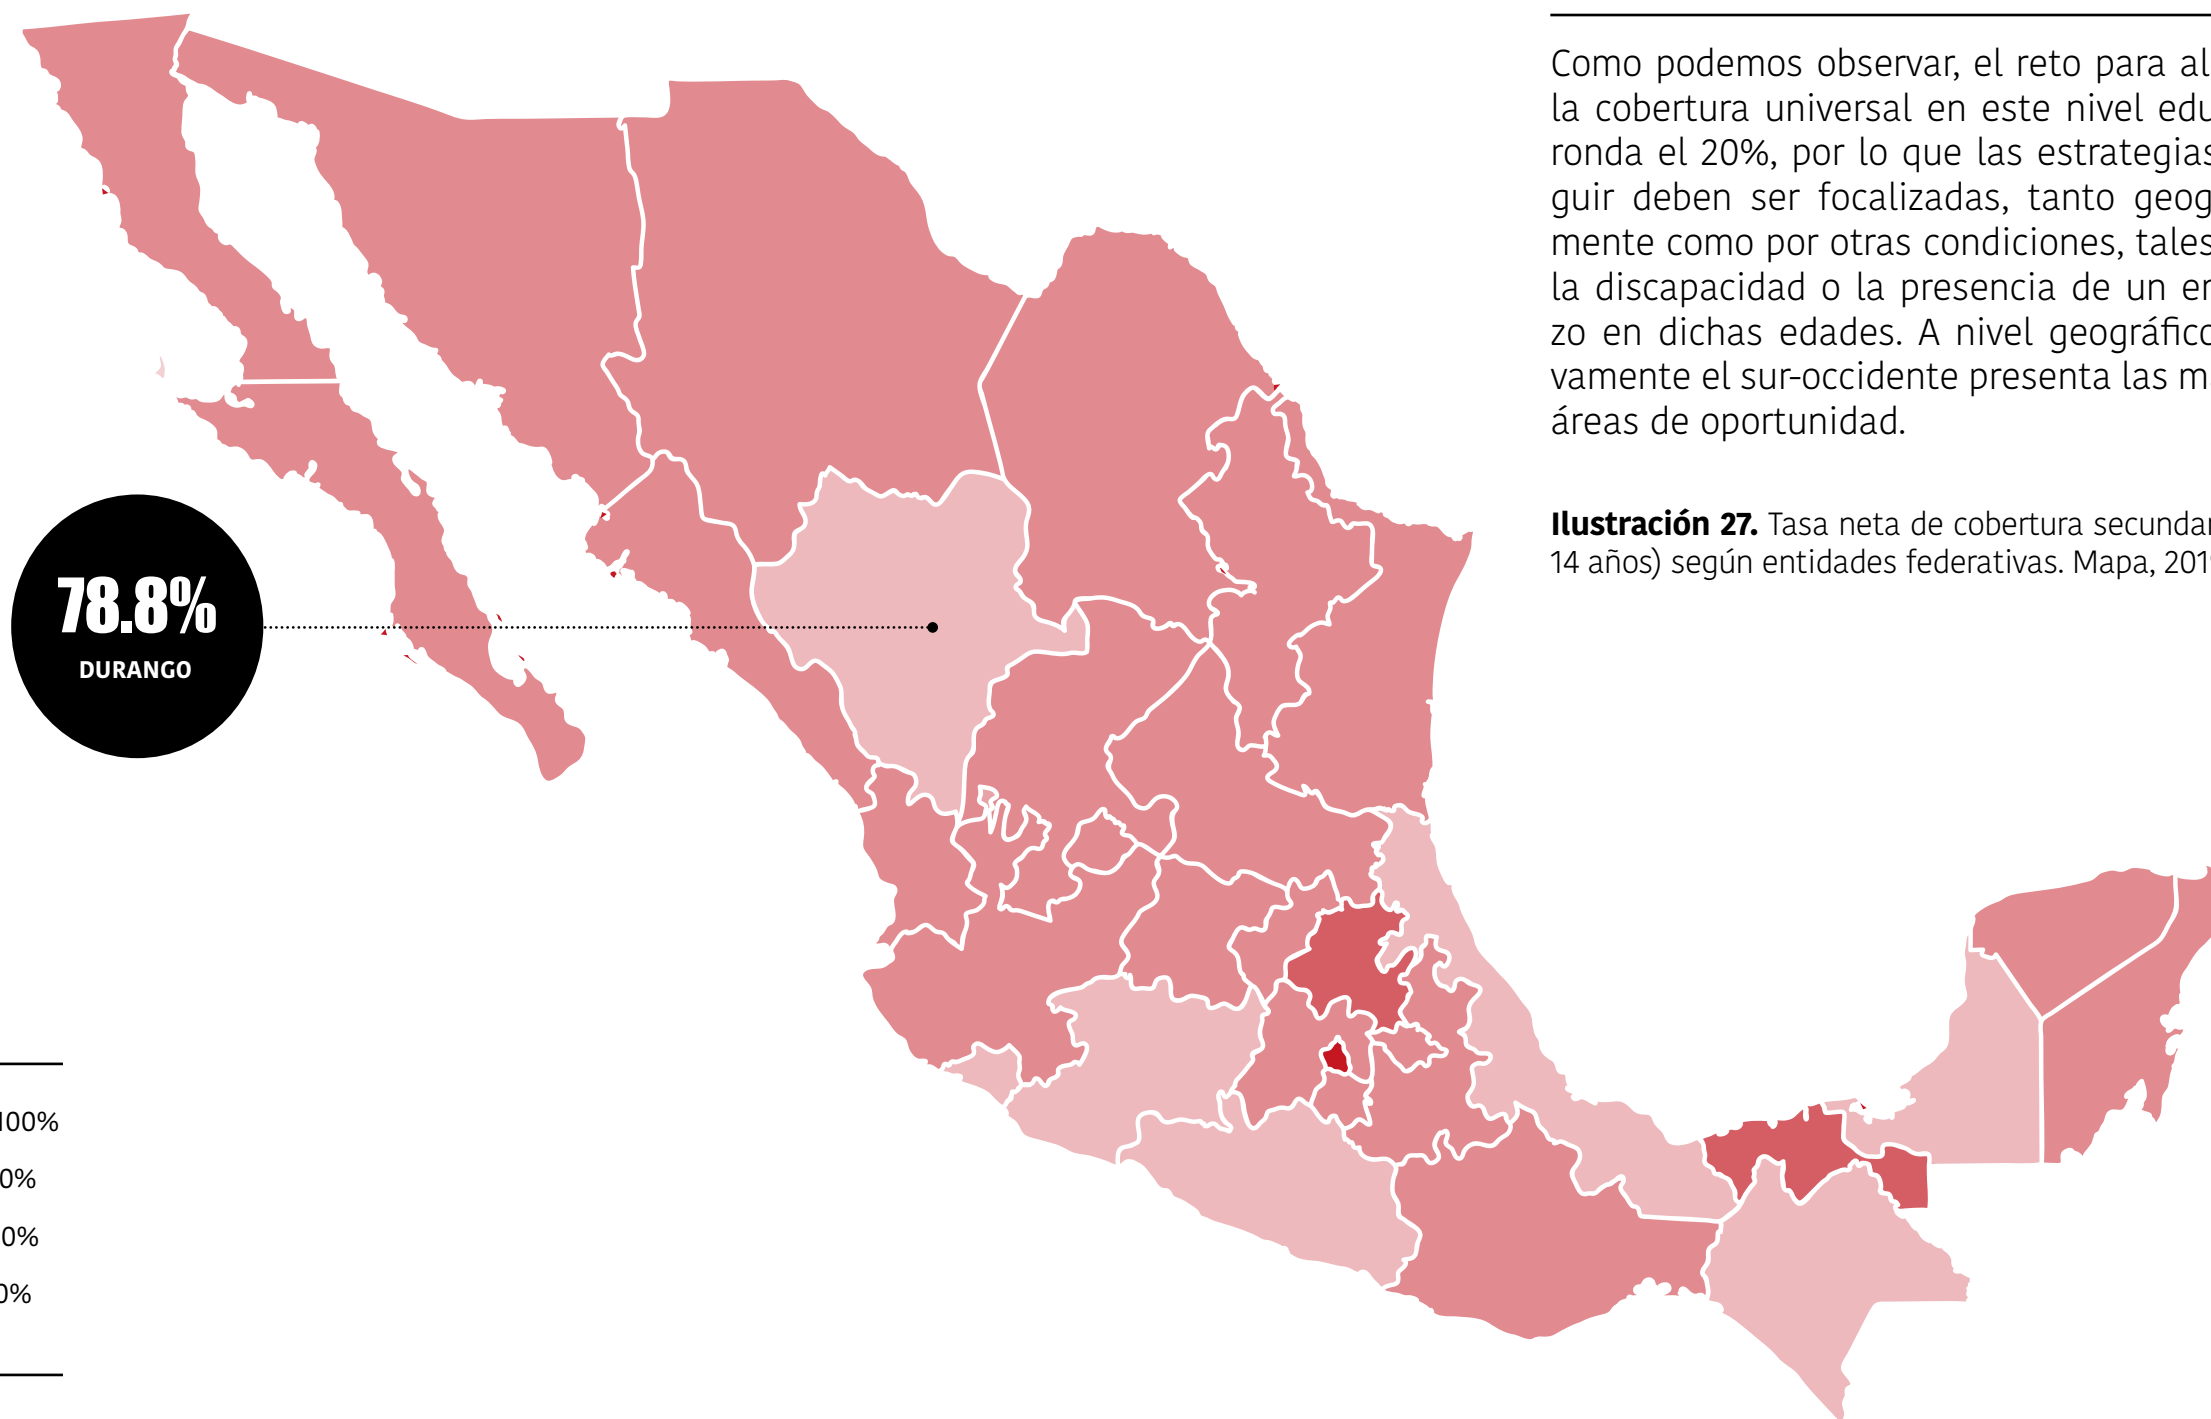 Como podemos observar, el reto para al
la cobertura universal en este nivel edu
ronda el 20%, por lo que las estrategias
guir deben ser focalizadas, tanto geog
mente como por otras condiciones, tales
la discapacidad o la presencia de un
zo en dichas edades. A nivel geográfico
vamente el sur-occidente presenta las m
áreas de oportunidad.
Ilustración 27. Tasa neta de cobertura secundar
14 años) según entidades federativas. Mapa, 201
78.8%
DURANGO
100%
0%
0%
0%